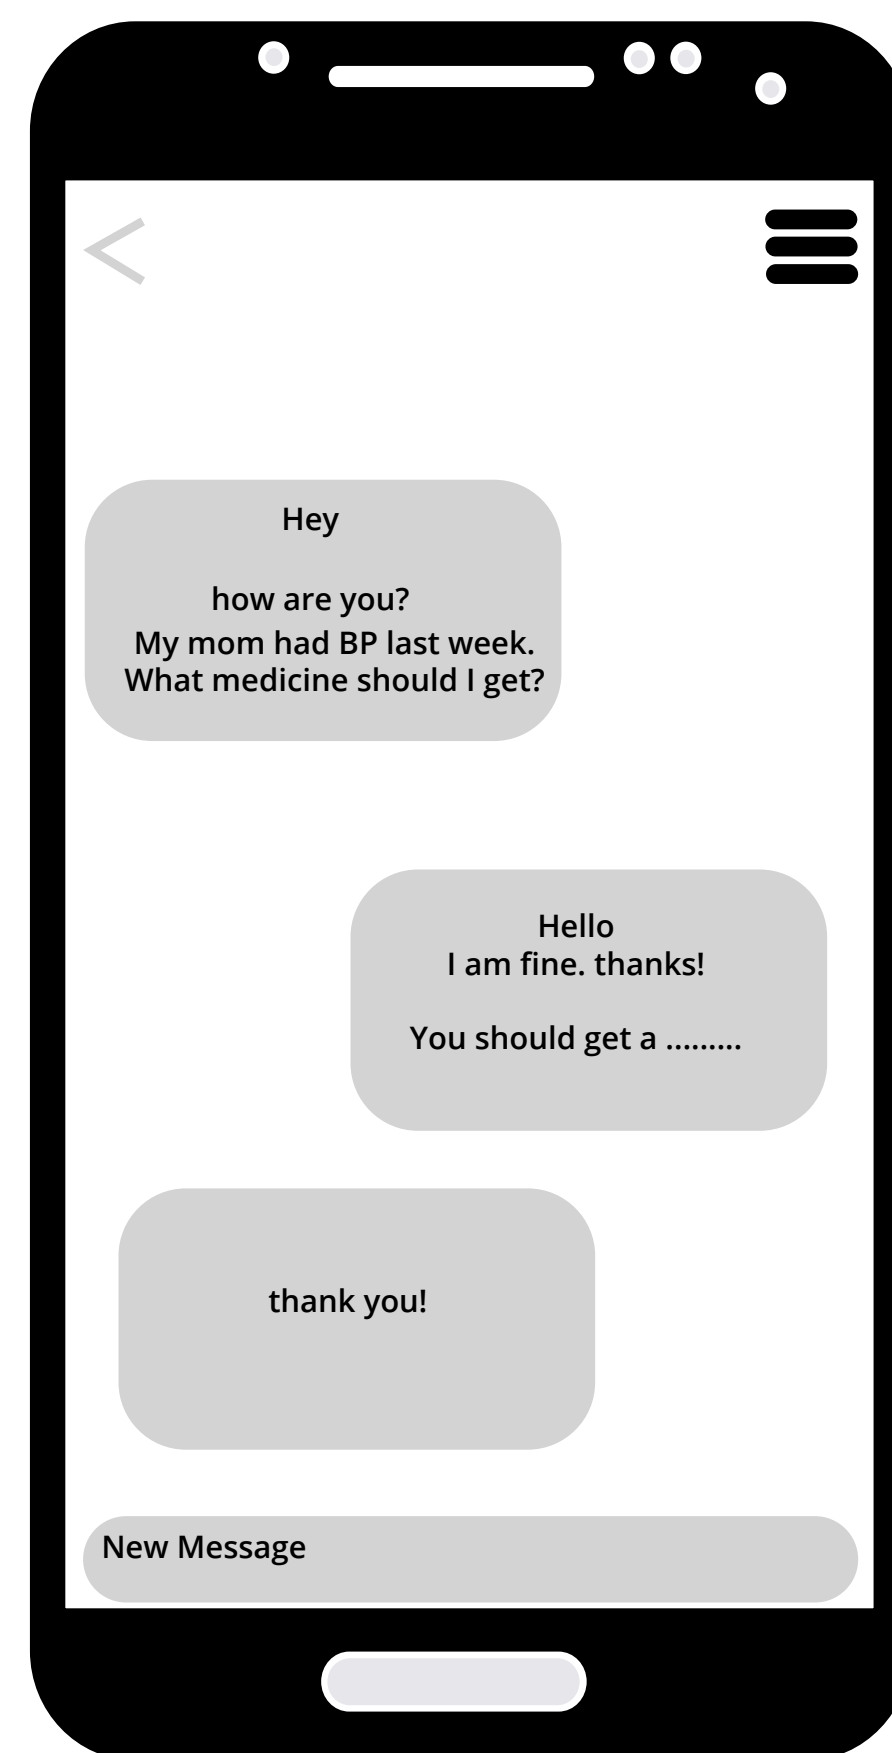 Hey
how are you?
My mom had BP last week.
What medicine should I get?
Hello
I am fine. thanks!
You should get a .........
thank you!
New Message